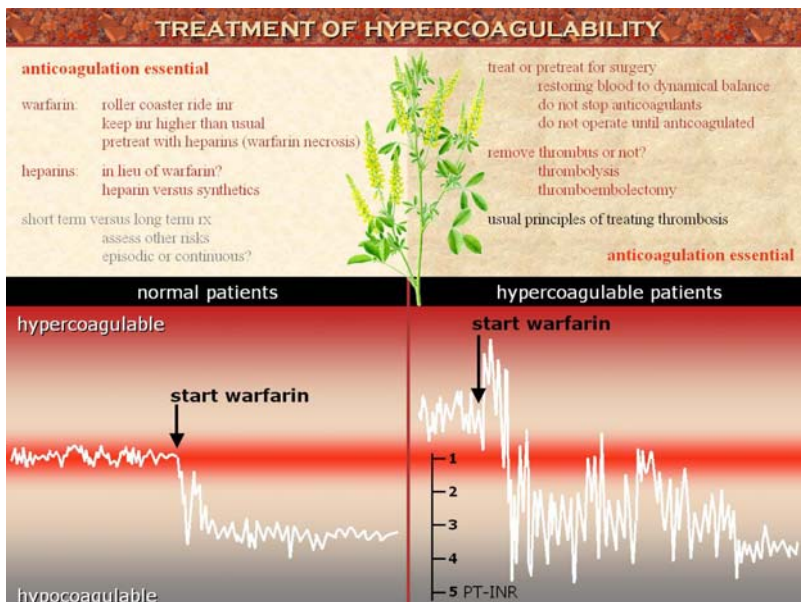 TREATMENT OF HYPERCOAGULABILITY
anticoagulation essential
warfarin: roller coaster ride inr
keep inr higher than usual
pretreat with heparins (warfarin necrosis)
heparins: in lieu of warfarin?
heparin versus synthetics
short term versus long term rx
assess other risks
episodic or continuous?
treat or pretreat for surgery
restoring blood to dynamical balance
do not stop anticoagulants
do not operate until anticoagulated
remove thrombus or not?
thrombolysis
thromboembolectomy
usual principles of treating thrombosis
anticoagulation essential
normal patients
hypercoagulable
start warfarin
hypocoagulable
hypercoagulable patients
start warfarin
1
2
3
4
5 PT-INR